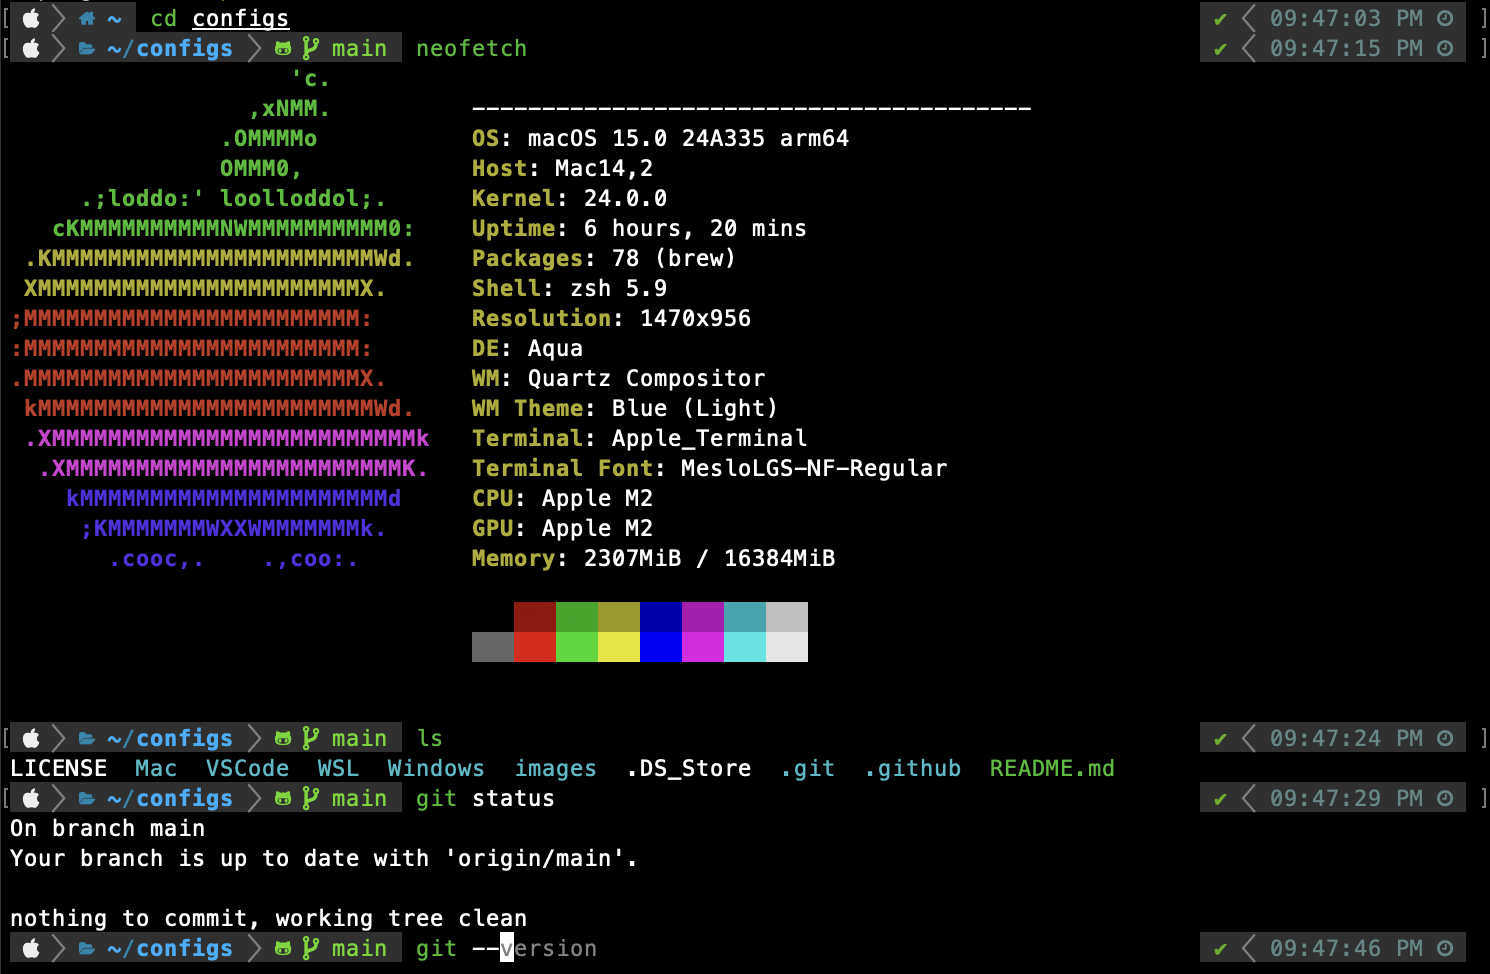 [ ~ cd configs ✔ 09:47:03 PM ]
[ ~/configs main neofetch ✔ 09:47:15 PM ]
'c.
,xNMM. ----------------------------------------
.OMMMMo OS: macOS 15.0 24A335 arm64
OMMM0, Host: Mac14,2
.;loddo:' loolloddol;. Kernel: 24.0.0
cKMMMMMMMMMMNWMMMMMMMMMM0: Uptime: 6 hours, 20 mins
.KMMMMMMMMMMMMMMMMMMMMMMMWd. Packages: 78 (brew)
XMMMMMMMMMMMMMMMMMMMMMMMX. Shell: zsh 5.9
;MMMMMMMMMMMMMMMMMMMMMMMM: Resolution: 1470x956
:MMMMMMMMMMMMMMMMMMMMMMMM: DE: Aqua
.MMMMMMMMMMMMMMMMMMMMMMMMX. WM: Quartz Compositor
kMMMMMMMMMMMMMMMMMMMMMMMMWd. WM Theme: Blue (Light)
.XMMMMMMMMMMMMMMMMMMMMMMMMMMk Terminal: Apple_Terminal
.XMMMMMMMMMMMMMMMMMMMMMMMMK. Terminal Font: MesloLGS-NF-Regular
kMMMMMMMMMMMMMMMMMMMMMMd CPU: Apple M2
;KMMMMMMMWXXWMMMMMMMk. GPU: Apple M2
.cooc,. .,coo:. Memory: 2307MiB / 16384MiB
[ ~/configs main ls ✔ 09:47:24 PM ]
LICENSE Mac VSCode WSL Windows images .DS_Store .git .github README.md
[ ~/configs main git status ✔ 09:47:29 PM ]
On branch main
Your branch is up to date with 'origin/main'.
nothing to commit, working tree clean
~/configs main git --version ✔ 09:47:46 PM